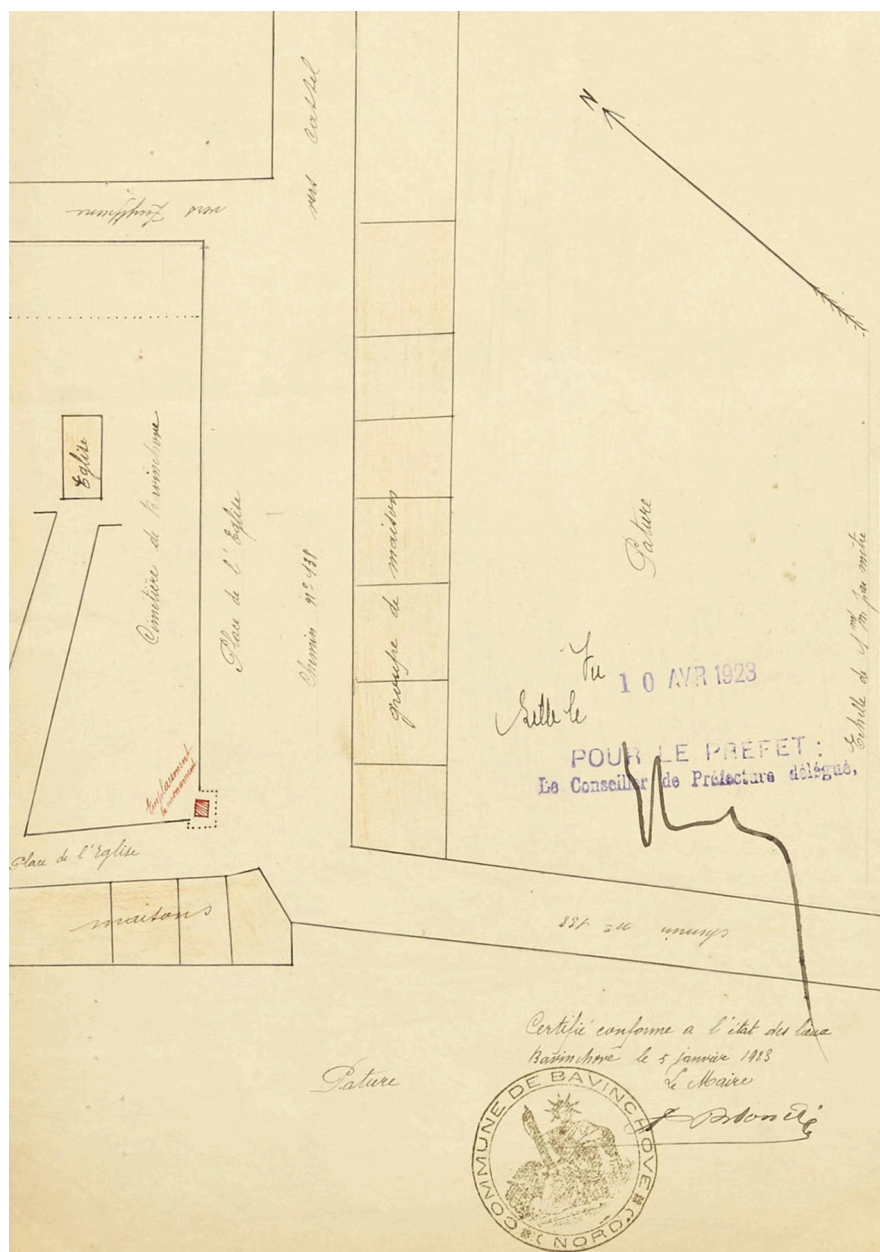 N
vers Cassel
vers
Eglise
Cimetière de Bavinchove
Place de l'Eglise
Chemin n° 138
groupe de maison
Pature
Echelle de 1 m/m par mètre
Vu
Lille le
10 AVR 1923
POUR LE PREFET :
Le Conseiller de Préfecture délégué,
Emplacement
du monument
Place de l'Eglise
maisons
chemin n° 138
Certifié conforme a l'état des lieux
Bavinchove le 5 janvier 1923
Le Maire
Pature
COMMUNE DE BAVINCHOVE
(NORD)